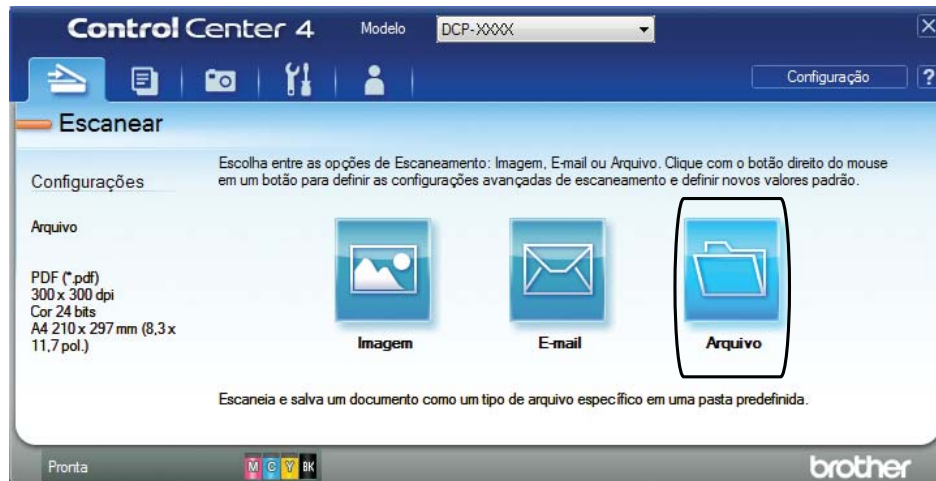 Control Center 4
Modelo
DCP-XXXX
Configuração
?
Escanear
Configurações
Arquivo
PDF (*.pdf)
300 x 300 dpi
Cor 24 bits
A4 210 x 297 mm (8,3 x
11,7 pol.)
Escolha entre as opções de Escaneamento: Imagem, E-mail ou Arquivo. Clique com o botão direito do mouse
em um botão para definir as configurações avançadas de escaneamento e definir novos valores padrão.
Imagem
E-mail
Arquivo
Escaneia e salva um documento como um tipo de arquivo específico em uma pasta predefinida.
Pronta
M C Y BK
brother